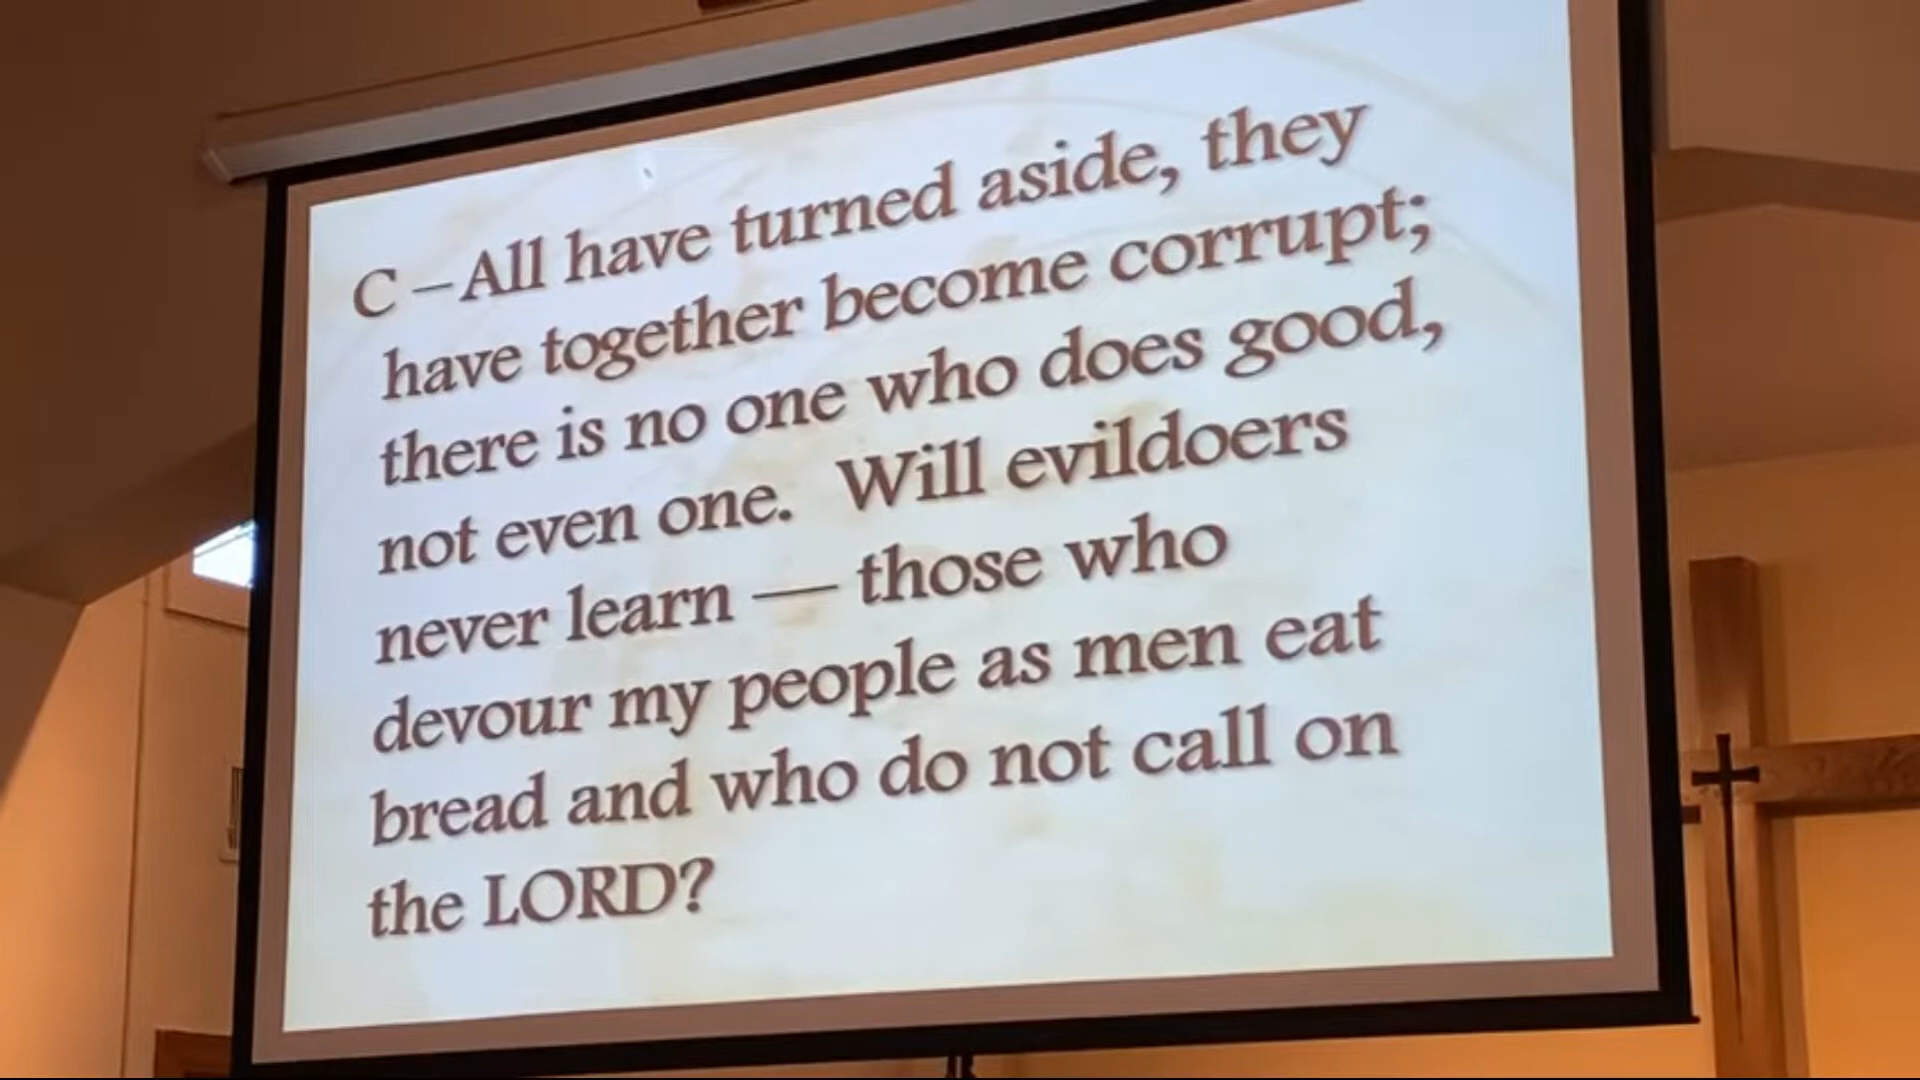 C – All have turned aside, they
have together become corrupt;
there is no one who does good,
not even one.  Will evildoers
never learn — those who
devour my people as men eat
bread and who do not call on
the LORD?